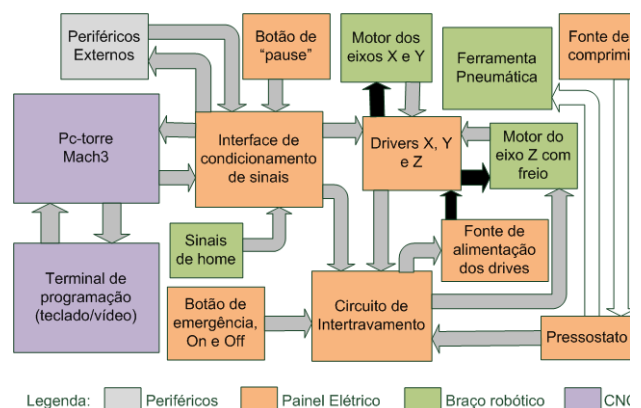 Periféricos
Externos
Botão de
"pause"
Motor dos
eixos X e Y
Ferramenta
Pneumática
Fonte de
comprimi
Pc-torre
Mach3
Interface de
condicionamento
de sinais
Drivers X, Y
e Z
Motor do
eixo Z com
freio
Sinais
de home
Fonte de
alimentação
dos drives
Terminal de
programação
(teclado/vídeo)
Botão de
emergência,
On e Off
Circuito de
Intertravamento
Pressostato
Legenda:
Periféricos
Painel Elétrico
Braço robótico
CNC